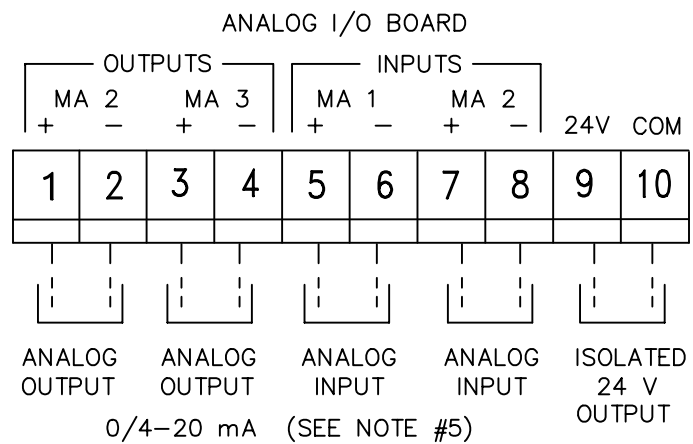 ANALOG I/O BOARD
OUTPUTS INPUTS
MA 2 MA 3 MA 1 MA 2
+ − + − + − + − 24V COM
1 2 3 4 5 6 7 8 9 10
ANALOG ANALOG ANALOG ANALOG ISOLATED
OUTPUT OUTPUT INPUT INPUT 24 V
OUTPUT
0/4−20 mA (SEE NOTE #5)